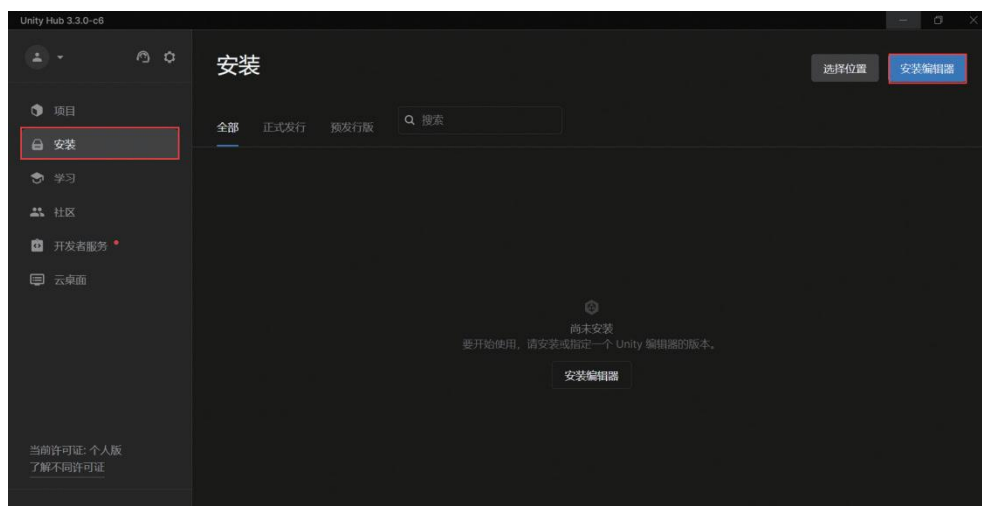 Unity Hub 3.3.0-c6
安装
选择位置
安装编辑器
项目
安装
学习
社区
开发者服务
云桌面
全部
正式发行
预发行版
搜索
尚未安装
要开始使用，请安装或指定一个 Unity 编辑器的版本。
安装编辑器
当前许可证: 个人版
了解不同许可证